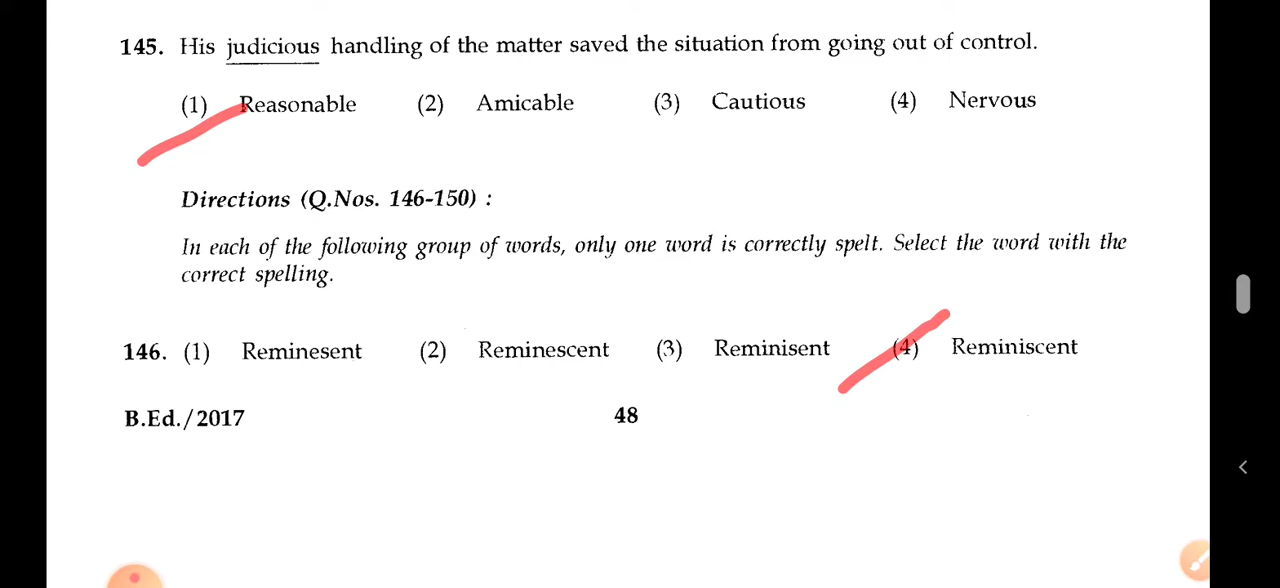 145. His judicious handling of the matter saved the situation from going out of control.
(1) Reasonable (2) Amicable (3) Cautious (4) Nervous
Directions (Q.Nos. 146-150) :
In each of the following group of words, only one word is correctly spelt. Select the word with the
correct spelling.
146. (1) Reminesent (2) Reminescent (3) Reminisent (4) Reminiscent
B.Ed./2017 48